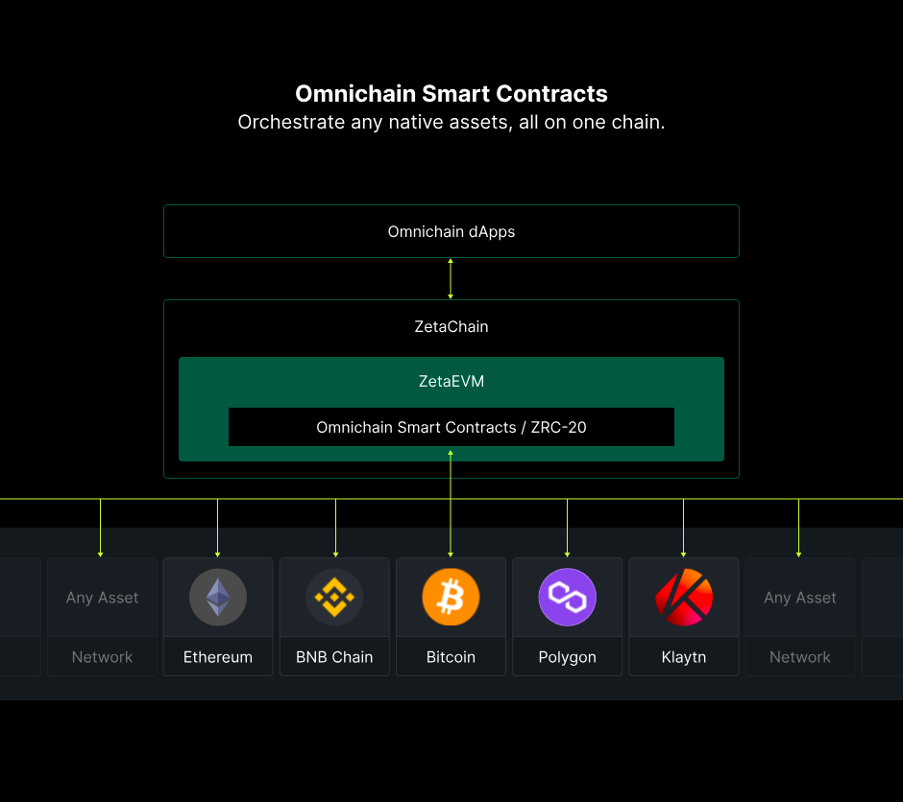 Omnichain Smart Contracts
Orchestrate any native assets, all on one chain.
Omnichain dApps
ZetaChain
ZetaEVM
Omnichain Smart Contracts / ZRC-20
Any Asset
Any Asset
Network
Ethereum
BNB Chain
Bitcoin
Polygon
Klaytn
Network